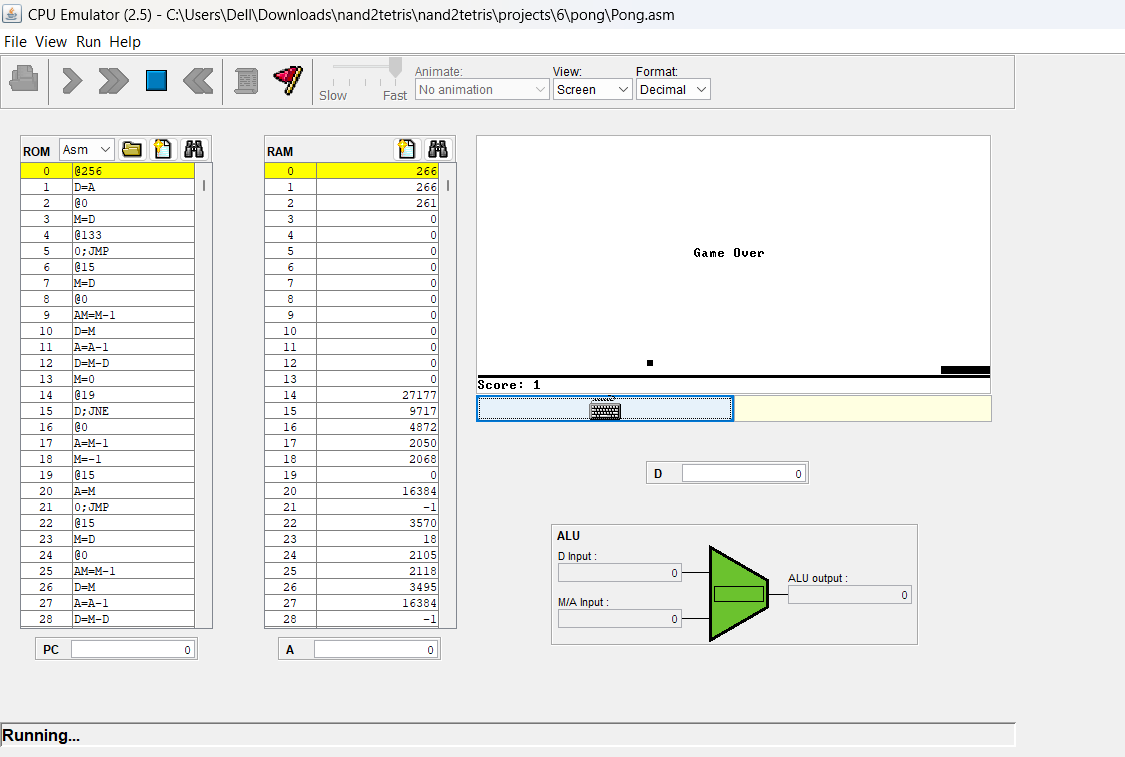 CPU Emulator (2.5) - C:\Users\Dell\Downloads\nand2tetris\nand2tetris\projects\6\pong\Pong.asm
File View Run Help
Slow Fast
Animate: View: Format:
No animation Screen Decimal
ROM Asm
0 @256
1 D=A
2 @0
3 M=D
4 @133
5 0;JMP
6 @15
7 M=D
8 @0
9 AM=M-1
10 D=M
11 A=A-1
12 D=M-D
13 M=0
14 @19
15 D;JNE
16 @0
17 A=M-1
18 M=-1
19 @15
20 A=M
21 0;JMP
22 @15
23 M=D
24 @0
25 AM=M-1
26 D=M
27 A=A-1
28 D=M-D
PC 0
RAM
0 266
1 266
2 261
3 0
4 0
5 0
6 0
7 0
8 0
9 0
10 0
11 0
12 0
13 0
14 27177
15 9717
16 4872
17 2050
18 2068
19 0
20 16384
21 -1
22 3570
23 18
24 2105
25 2118
26 3495
27 16384
28 -1
A 0
Game Over
Score: 1
D 0
ALU
D Input :
0
M/A Input :
0
ALU output :
0
Running...